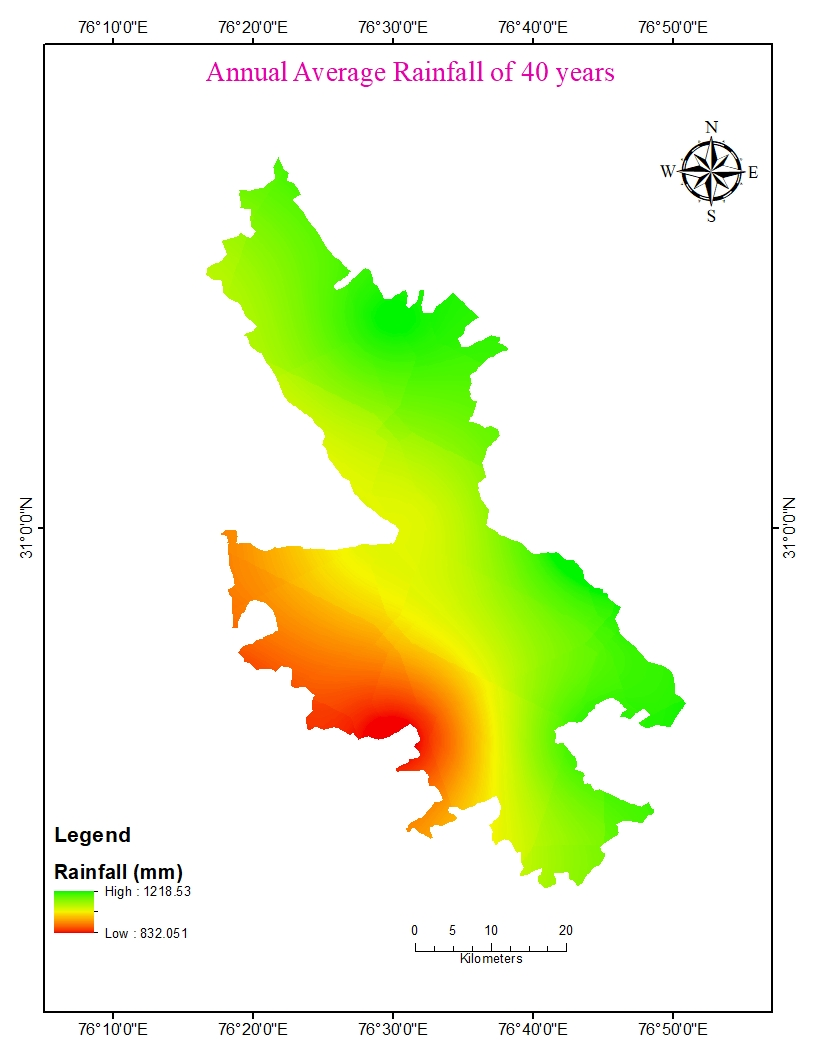 76°10'0"E 76°20'0"E 76°30'0"E 76°40'0"E 76°50'0"E
Annual Average Rainfall of 40 years
N
W E
S
31°0'0"N 31°0'0"N
Legend
Rainfall (mm)
High : 1218.53
Low : 832.051
0 5 10 20
Kilometers
76°10'0"E 76°20'0"E 76°30'0"E 76°40'0"E 76°50'0"E